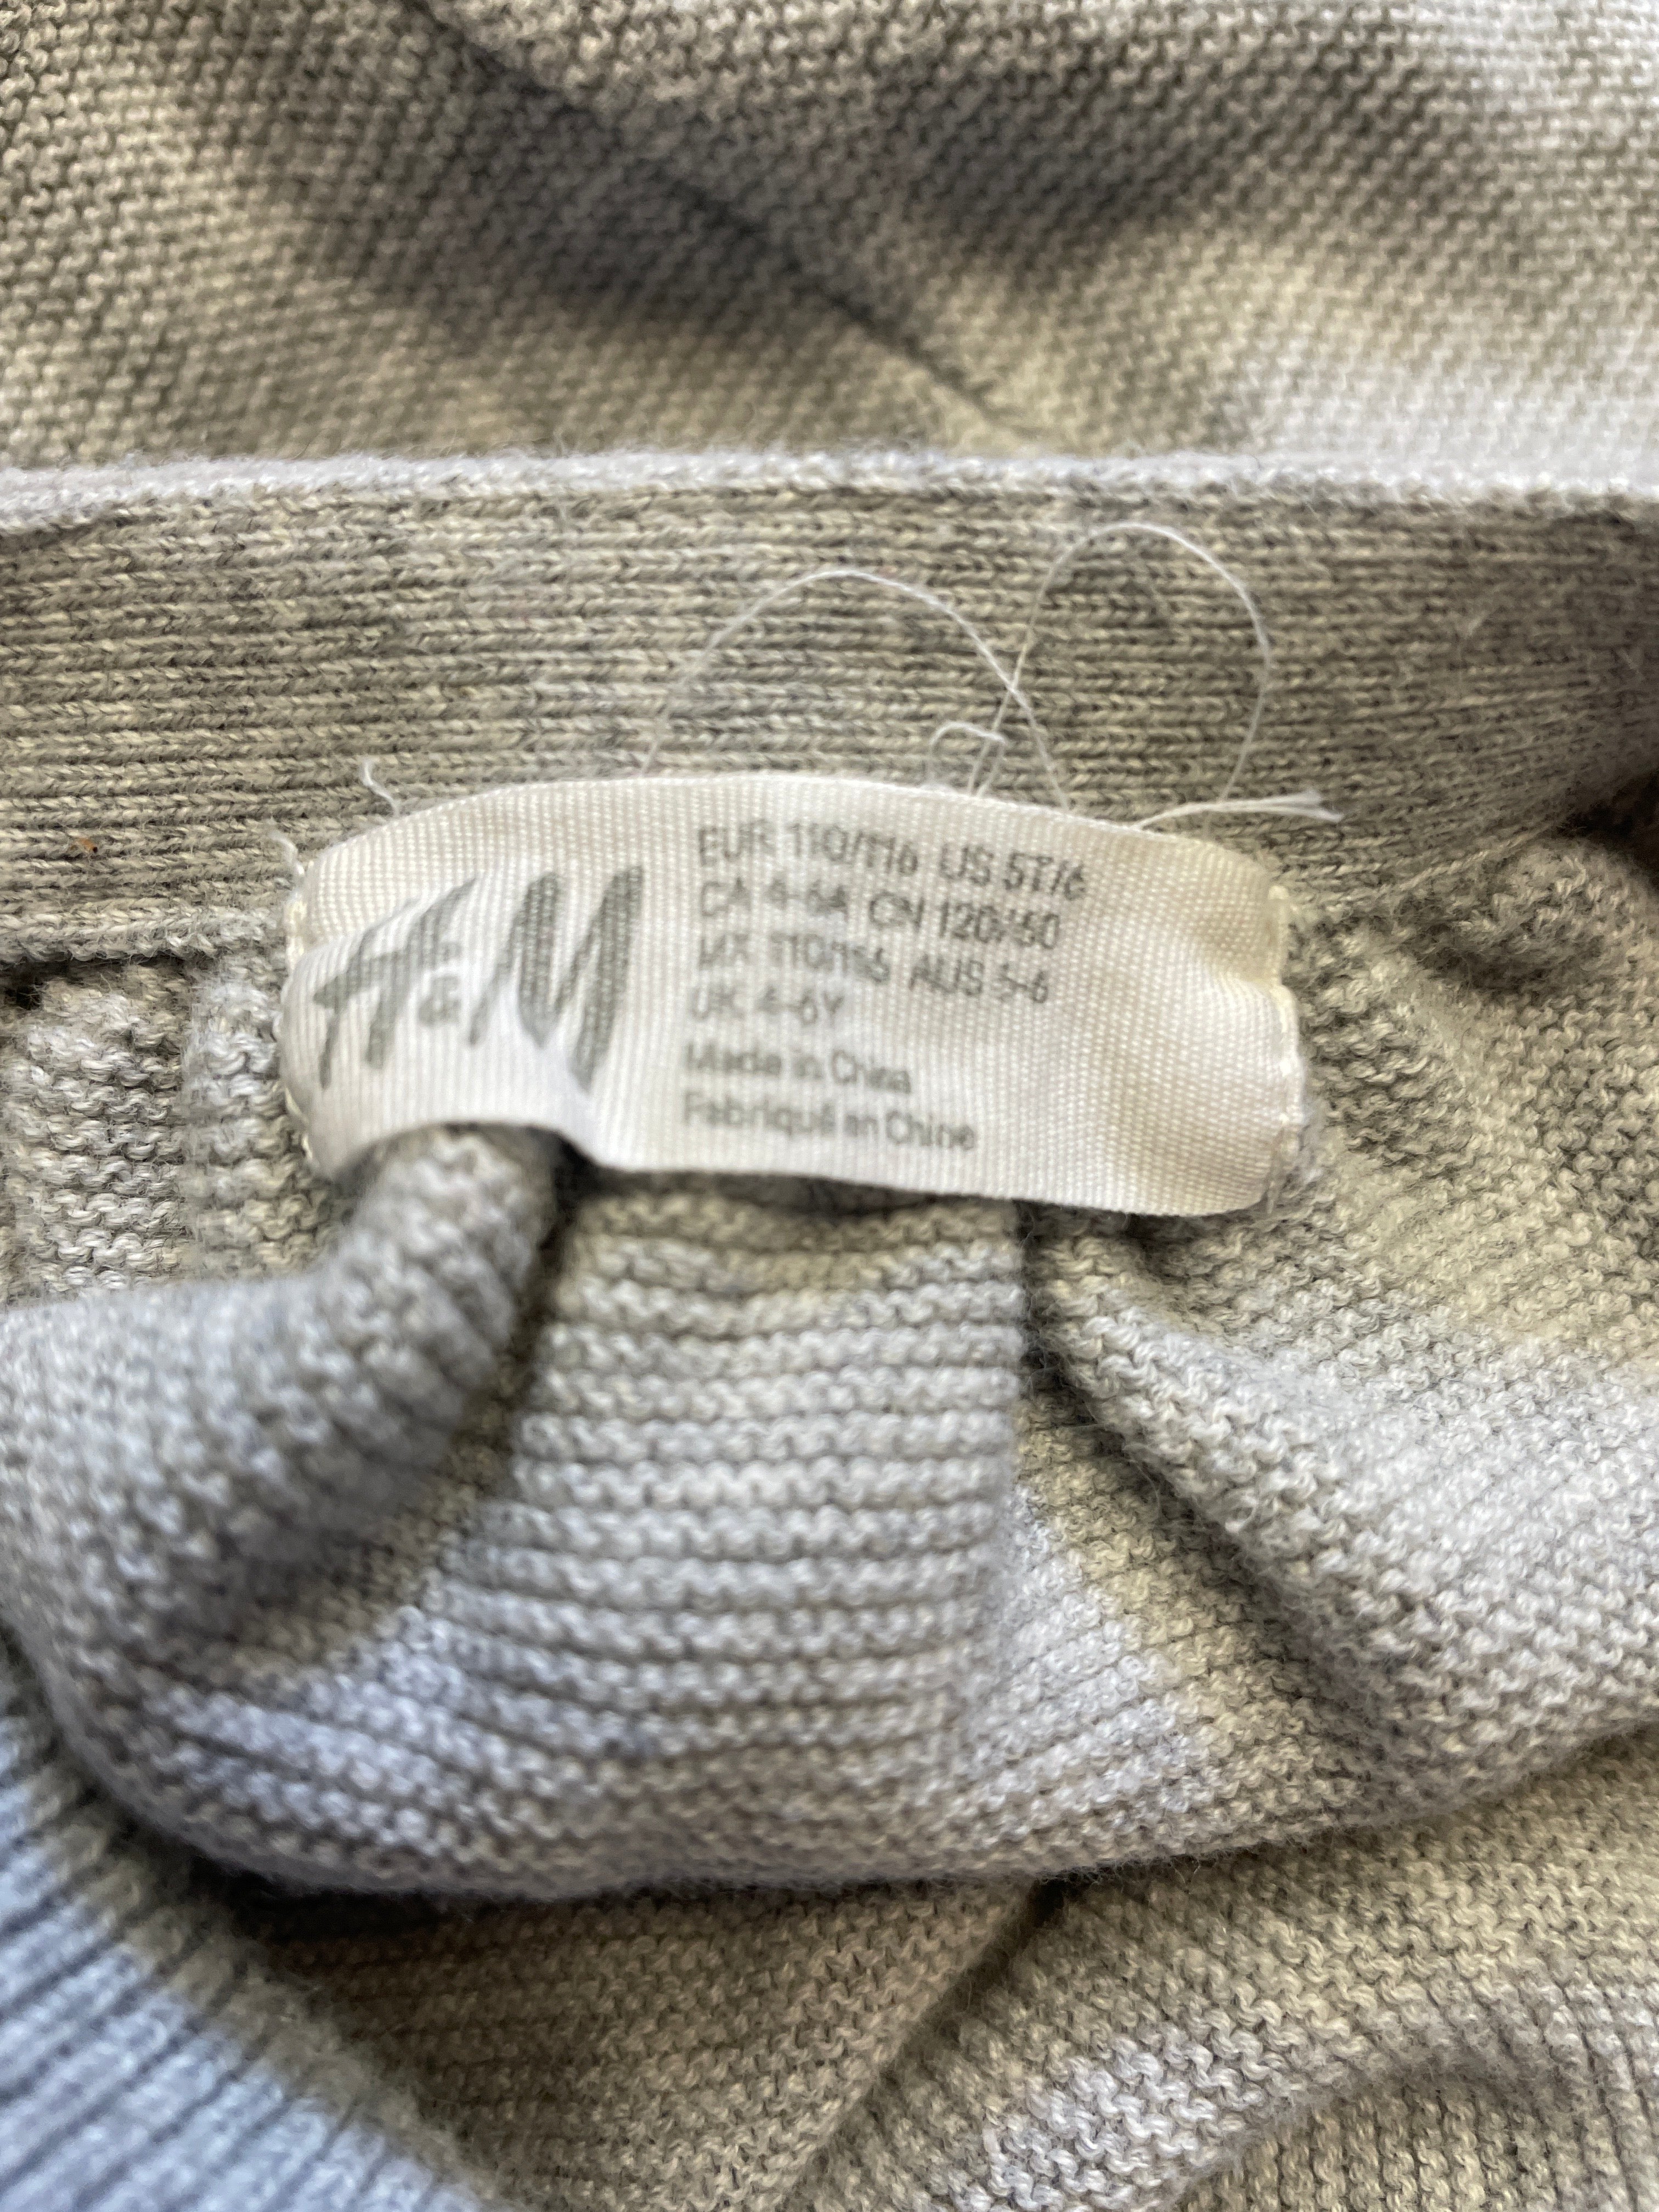 H&M
EUR 110/116 US 5T/6
CA 4-6A CN 120/60
MX 110/116 AUS 5-6
UK 4-6Y
Made in China
Fabriqué en Chine